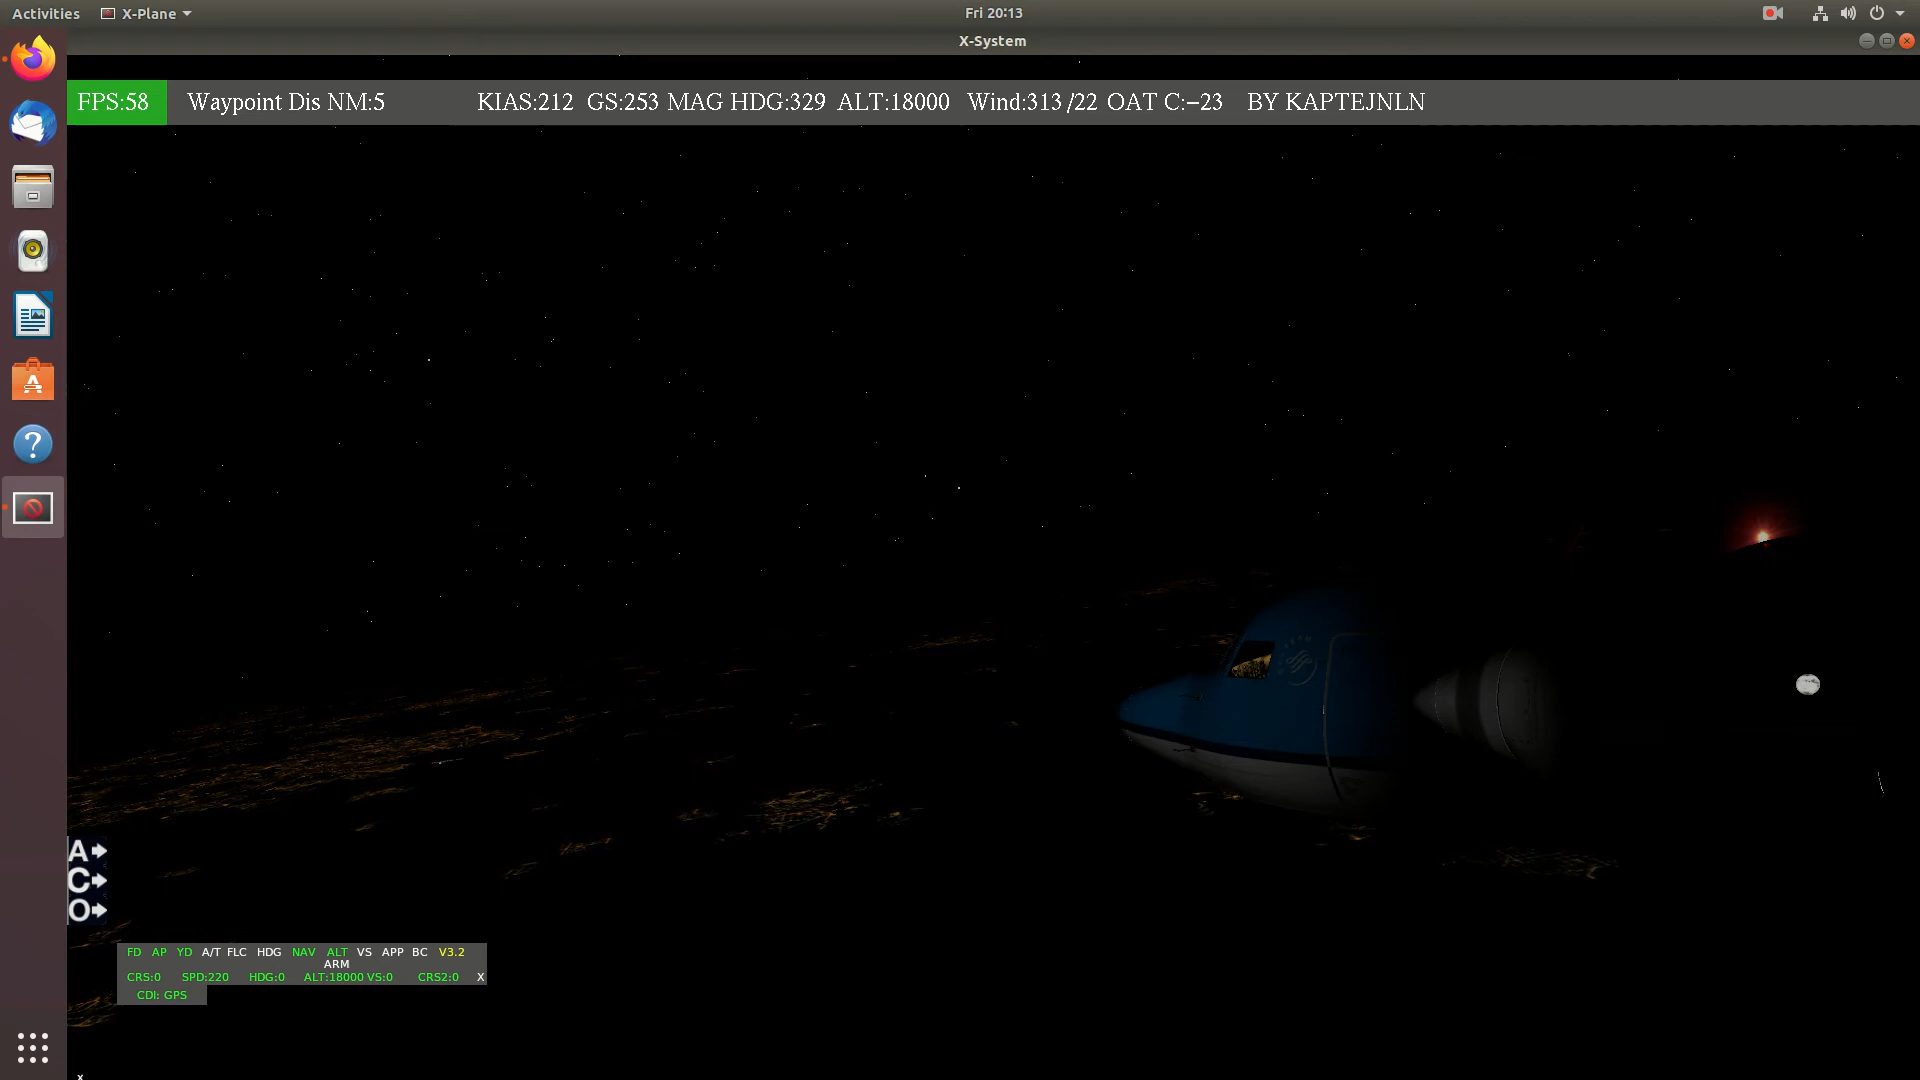 Activities X-Plane Fri 20:13
X-System
FPS:58 Waypoint Dis NM:5 KIAS:212 GS:253 MAG HDG:329 ALT:18000 Wind:313 /22 OAT C:−23 BY KAPTEJNLN
A
C
O
FD AP YD A/T FLC HDG NAV ALT VS APP BC V3.2
ARM
CRS:0 SPD:220 HDG:0 ALT:18000 VS:0 CRS2:0 X
CDI: GPS
x